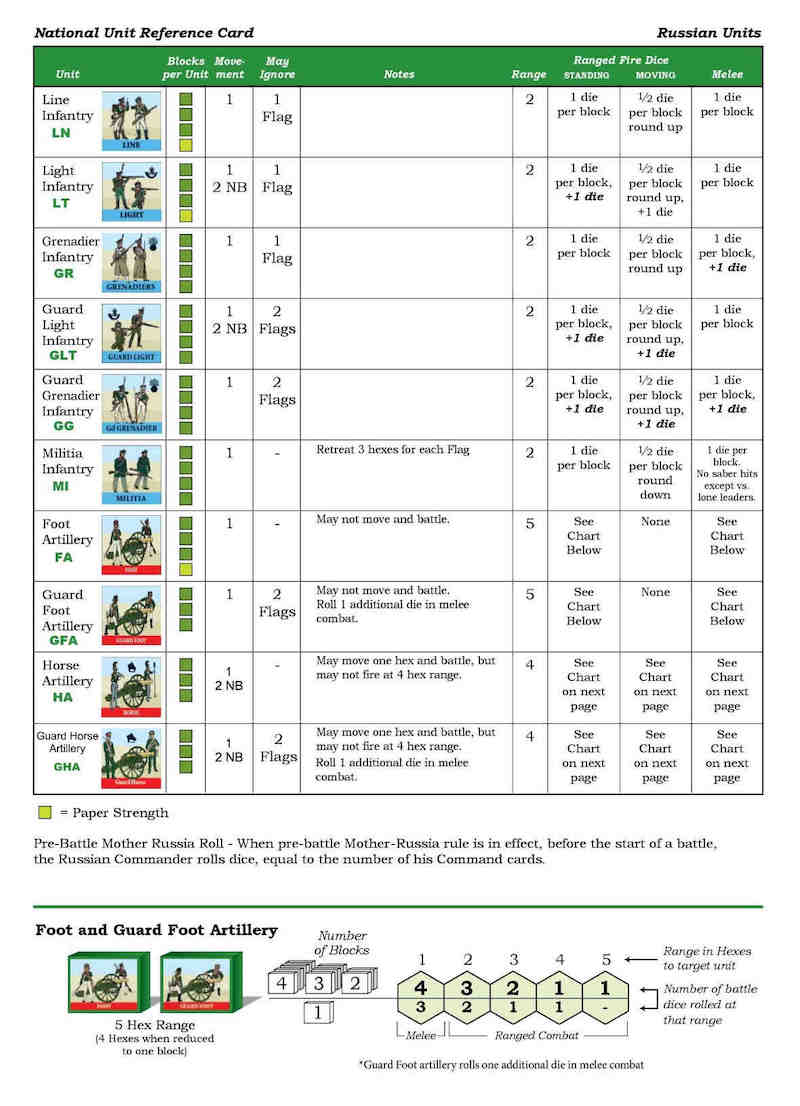 National Unit Reference Card
Russian Units
Blocks Move- May Ranged Fire Dice
Unit per Unit ment Ignore Notes Range STANDING MOVING Melee
Line
Infantry
LN
LINE
1
1
Flag
2
1 die
per block
½ die
per block
round up
1 die
per block
Light
Infantry
LT
LIGHT
1
2 NB
1
Flag
2
1 die
per block,
+1 die
½ die
per block
round up,
+1 die
1 die
per block
Grenadier
Infantry
GR
GRENADIERS
1
1
Flag
2
1 die
per block
½ die
per block
round up
1 die
per block,
+1 die
Guard
Light
Infantry
GLT
GUARD LIGHT
1
2 NB
2
Flags
2
1 die
per block,
+1 die
½ die
per block
round up,
+1 die
1 die
per block
Guard
Grenadier
Infantry
GG
Gd GRENADIER
1
2
Flags
2
1 die
per block,
+1 die
½ die
per block
round up,
+1 die
1 die
per block,
+1 die
Militia
Infantry
MI
MILITIA
1
-
Retreat 3 hexes for each Flag
2
1 die
per block
½ die
per block
round
down
1 die per
block.
No saber hits
except vs.
lone leaders.
Foot
Artillery
FA
FOOT
1
-
May not move and battle.
5
See
Chart
Below
None
See
Chart
Below
Guard
Foot
Artillery
GFA
GUARD FOOT
1
2
Flags
May not move and battle.
Roll 1 additional die in melee
combat.
5
See
Chart
Below
None
See
Chart
Below
Horse
Artillery
HA
HORSE
1
2 NB
-
May move one hex and battle, but
may not fire at 4 hex range.
4
See
Chart
on next
page
See
Chart
on next
page
See
Chart
on next
page
Guard Horse
Artillery
GHA
Guard Horse
1
2 NB
2
Flags
May move one hex and battle, but
may not fire at 4 hex range.
Roll 1 additional die in melee
combat.
4
See
Chart
on next
page
See
Chart
on next
page
See
Chart
on next
page
= Paper Strength
Pre-Battle Mother Russia Roll - When pre-battle Mother-Russia rule is in effect, before the start of a battle,
the Russian Commander rolls dice, equal to the number of his Command cards.
Foot and Guard Foot Artillery
FOOT
GUARD FOOT
5 Hex Range
(4 Hexes when reduced
to one block)
Number
of Blocks
4 3 2
1
1 2 3 4 5
4 3 2 1 1
3 2 1 1 -
Melee
Ranged Combat
Range in Hexes
to target unit
Number of battle
dice rolled at
that range
*Guard Foot artillery rolls one additional die in melee combat